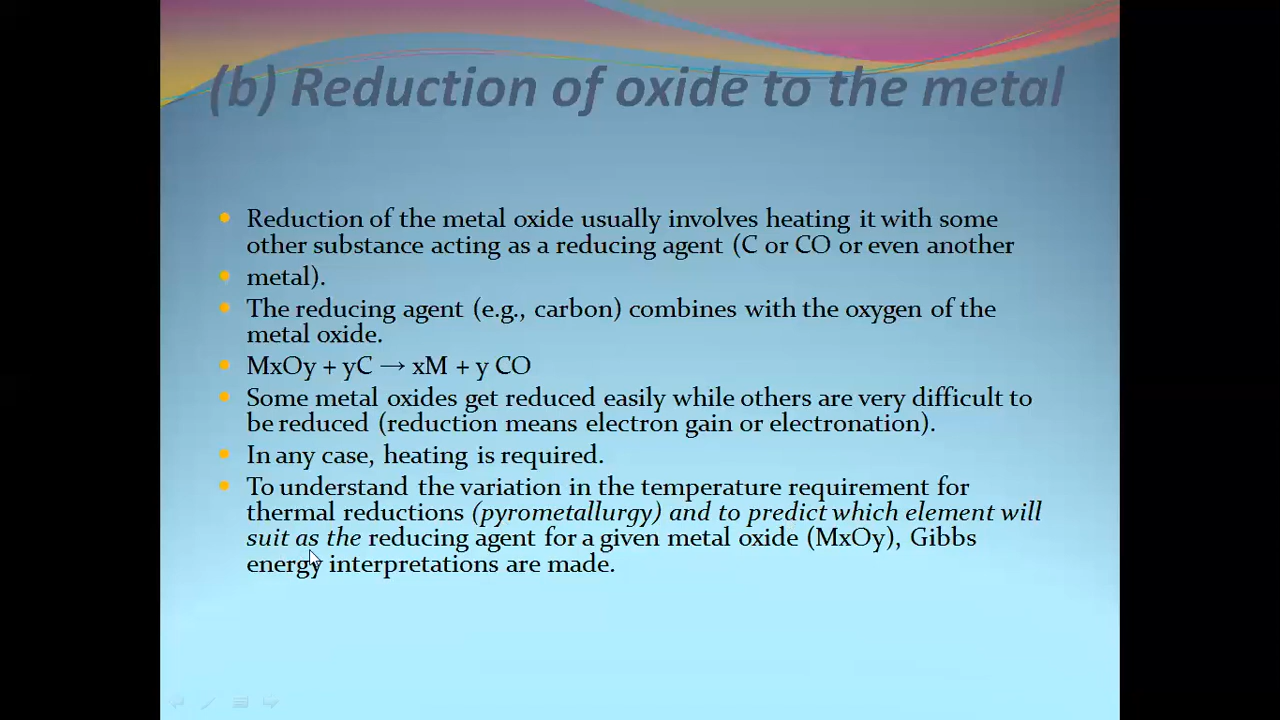 (b) Reduction of oxide to the metal
• Reduction of the metal oxide usually involves heating it with some
other substance acting as a reducing agent (C or CO or even another
• metal).
• The reducing agent (e.g., carbon) combines with the oxygen of the
metal oxide.
• MxOy + yC → xM + y CO
• Some metal oxides get reduced easily while others are very difficult to
be reduced (reduction means electron gain or electronation).
• In any case, heating is required.
• To understand the variation in the temperature requirement for
thermal reductions (pyrometallurgy) and to predict which element will
suit as the reducing agent for a given metal oxide (MxOy), Gibbs
energy interpretations are made.